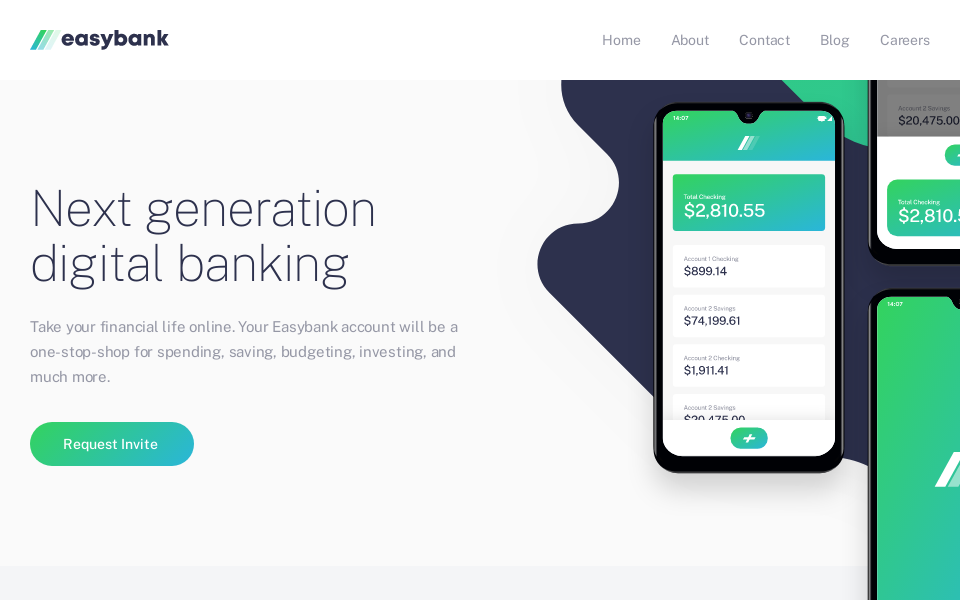 easybank
Home About Contact Blog Careers
Next generation
digital banking
Take your financial life online. Your Easybank account will be a
one-stop-shop for spending, saving, budgeting, investing, and
much more.
Request Invite
14:07
Total Checking
$2,810.55
Account 1 Checking
$899.14
Account 2 Savings
$74,199.61
Account 2 Checking
$1,911.41
Account 2 Savings
$20,475.00
Account 2 Savings
$20,475.00
Total Checking
$2,810.5
14:07